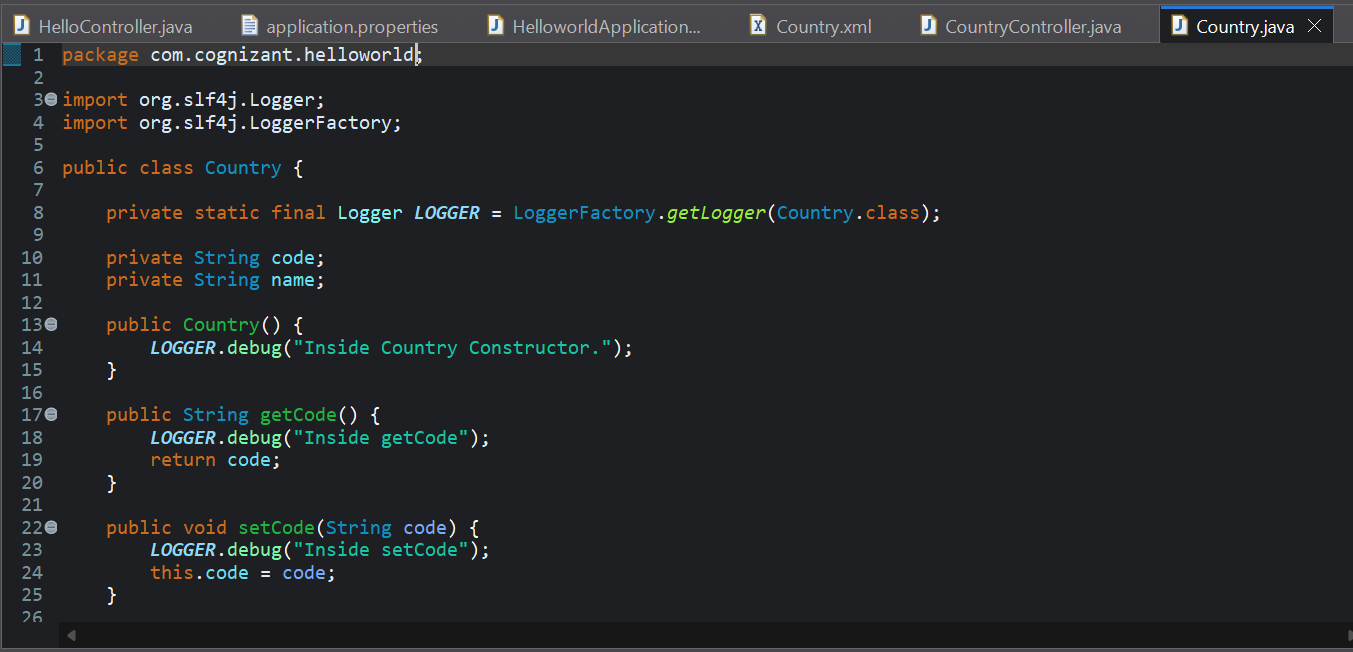 HelloController.java application.properties HelloworldApplication... Country.xml CountryController.java Country.java
1 package com.cognizant.helloworld;
2
3 import org.slf4j.Logger;
4 import org.slf4j.LoggerFactory;
5
6 public class Country {
7
8     private static final Logger LOGGER = LoggerFactory.getLogger(Country.class);
9
10     private String code;
11     private String name;
12
13     public Country() {
14         LOGGER.debug("Inside Country Constructor.");
15     }
16
17     public String getCode() {
18         LOGGER.debug("Inside getCode");
19         return code;
20     }
21
22     public void setCode(String code) {
23         LOGGER.debug("Inside setCode");
24         this.code = code;
25     }
26